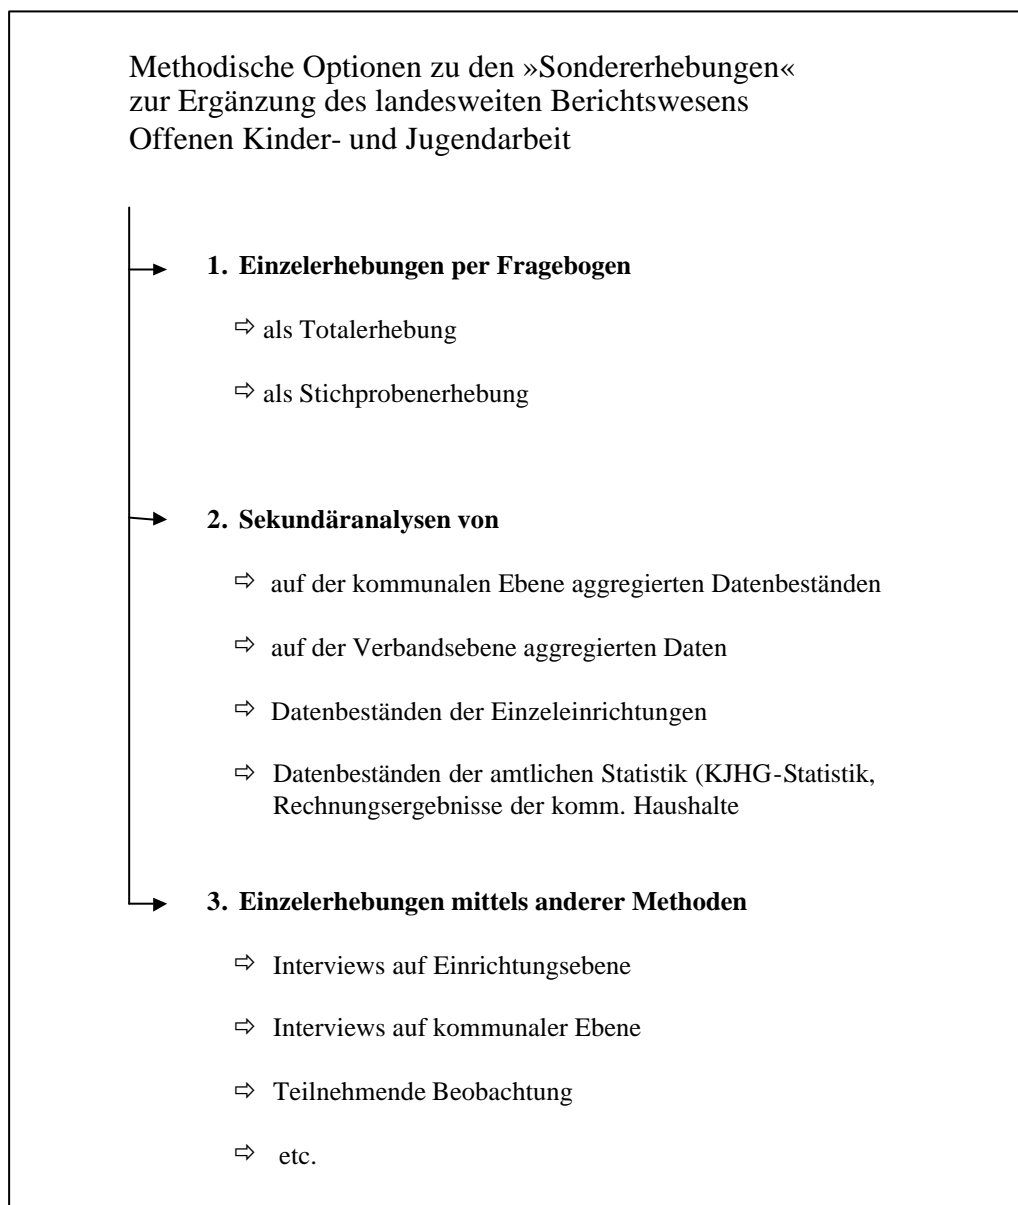 Methodische Optionen zu den »Sondererhebungen«
zur Ergänzung des landesweiten Berichtswesens
Offenen Kinder- und Jugendarbeit
1. Einzelerhebungen per Fragebogen
⇨ als Totalerhebung
⇨ als Stichprobenerhebung
2. Sekundäranalysen von
⇨ auf der kommunalen Ebene aggregierten Datenbeständen
⇨ auf der Verbandsebene aggregierten Daten
⇨ Datenbeständen der Einzeleinrichtungen
⇨ Datenbeständen der amtlichen Statistik (KJHG-Statistik,
Rechnungsergebnisse der komm. Haushalte
3. Einzelerhebungen mittels anderer Methoden
⇨ Interviews auf Einrichtungsebene
⇨ Interviews auf kommunaler Ebene
⇨ Teilnehmende Beobachtung
⇨ etc.